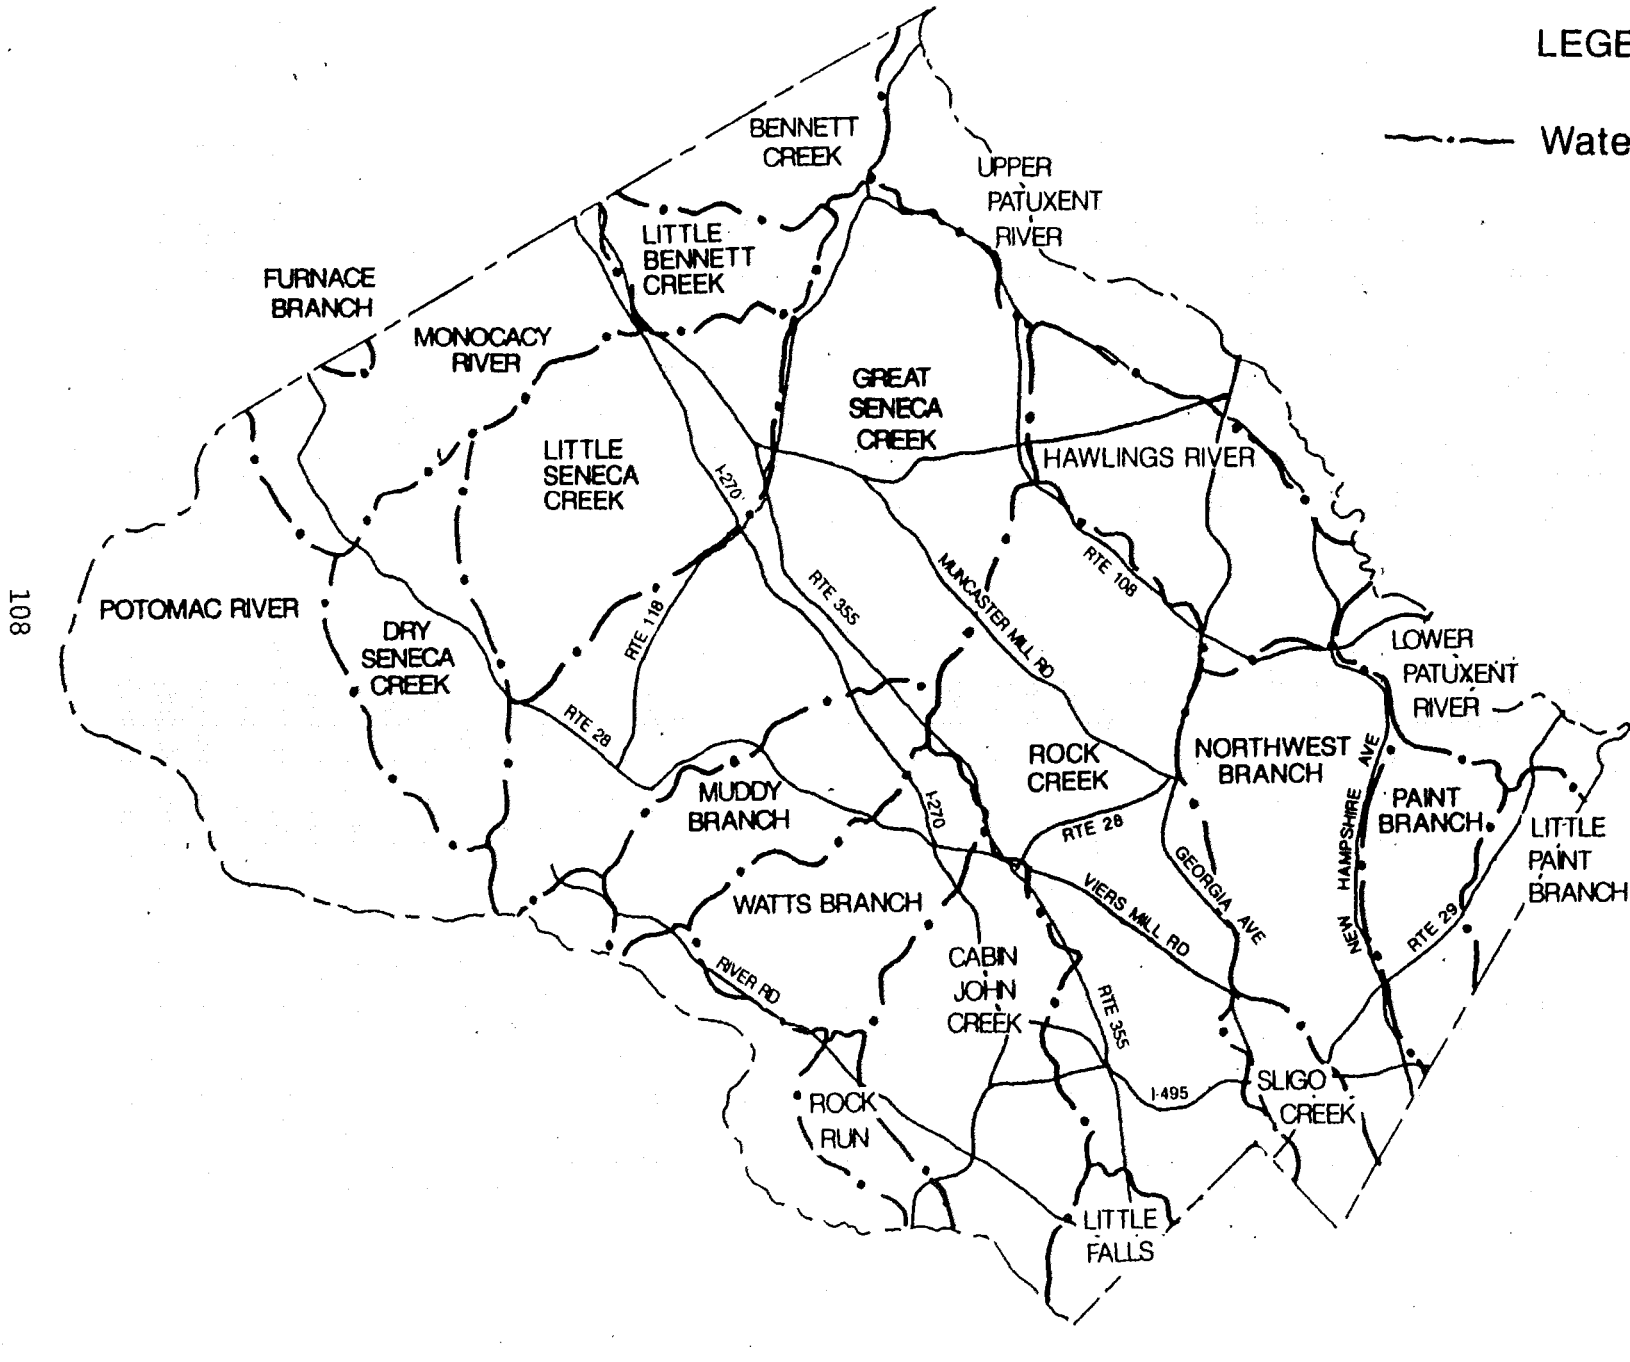 LEGE
Wate
BENNETT
CREEK
UPPER
PATUXENT
RIVER
LITTLE
BENNETT
CREEK
FURNACE
BRANCH
MONOCACY
RIVER
GREAT
SENECA
CREEK
LITTLE
SENECA
CREEK
HAWLINGS RIVER
I-270
RTE 108
MUNCASTER MILL RD
RTE 355
RTE 118
108
POTOMAC RIVER
DRY
SENECA
CREEK
LOWER
PATUXENT
RIVER
RTE 28
ROCK
CREEK
NORTHWEST
BRANCH
NEW HAMPSHIRE AVE
MUDDY
BRANCH
I-270
RTE 28
PAINT
BRANCH
LITTLE
PAINT
BRANCH
GEORGIA AVE
VIERS MILL RD
WATTS BRANCH
RTE 29
CABIN
JOHN
CREEK
RIVER RD
RTE 355
I-495
SLIGO
CREEK
ROCK
RUN
LITTLE
FALLS